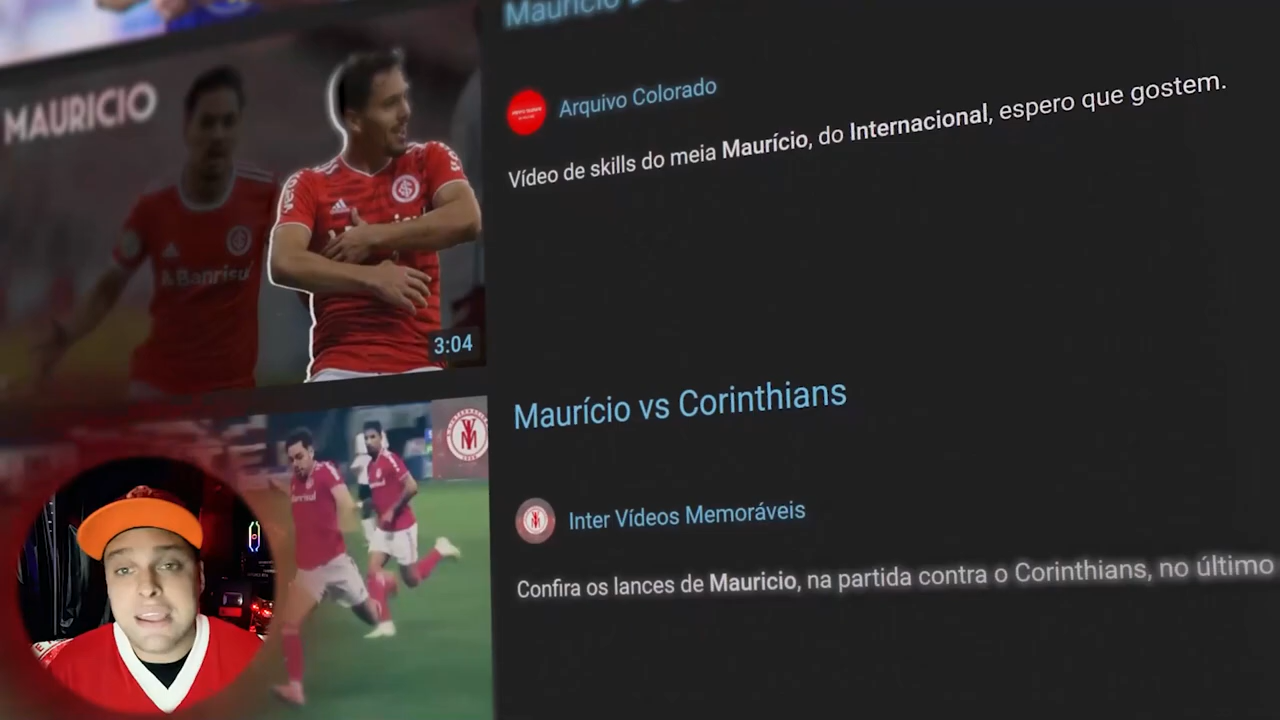 Maurício
MAURICIO
Arquivo Colorado
Vídeo de skills do meia Maurício, do Internacional, espero que gostem.
Banrisul
3:04
Maurício vs Corinthians
Inter Vídeos Memoráveis
Confira os lances de Mauricio, na partida contra o Corinthians, no último